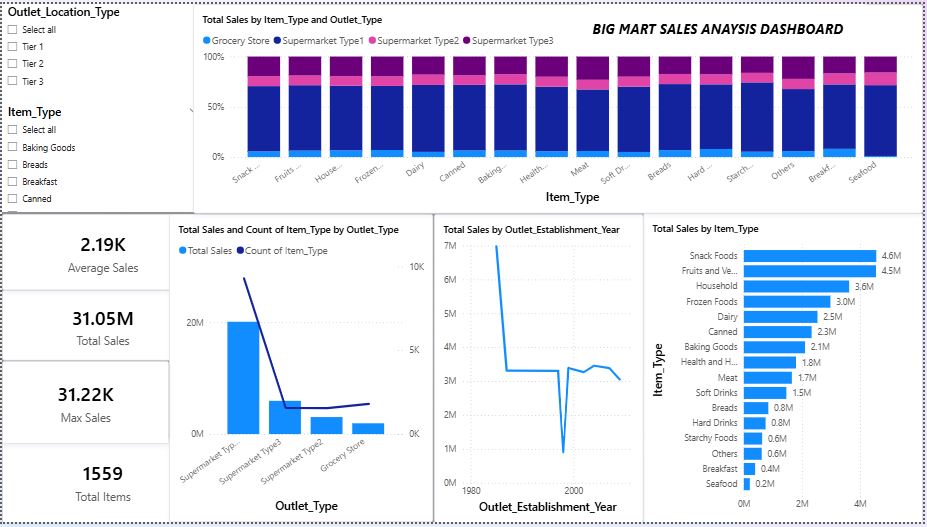 Outlet_Location_Type
Select all
Tier 1
Tier 2
Tier 3
Item_Type
Select all
Baking Goods
Breads
Breakfast
Canned
Total Sales by Item_Type and Outlet_Type
BIG MART SALES ANAYSIS DASHBOARD
Grocery Store Supermarket Type1 Supermarket Type2 Supermarket Type3
100%
50%
0%
Snack ...
Fruits ...
House...
Frozen...
Dairy
Canned
Baking...
Health...
Meat
Soft Dr...
Breads
Hard ...
Starch...
Others
Breakf...
Seafood
Item_Type
2.19K
Average Sales
31.05M
Total Sales
31.22K
Max Sales
1559
Total Items
Total Sales and Count of Item_Type by Outlet_Type
Total Sales Count of Item_Type
20M
0M
10K
5K
0K
Supermarket Typ...
Supermarket Type3
Supermarket Type2
Grocery Store
Outlet_Type
Total Sales by Outlet_Establishment_Year
7M
6M
5M
4M
3M
2M
1M
0M
1980 2000
Outlet_Establishment_Year
Total Sales by Item_Type
Item_Type
Snack Foods 4.6M
Fruits and Ve... 4.5M
Household 3.6M
Frozen Foods 3.0M
Dairy 2.5M
Canned 2.3M
Baking Goods 2.1M
Health and H... 1.8M
Meat 1.7M
Soft Drinks 1.5M
Breads 0.8M
Hard Drinks 0.8M
Starchy Foods 0.6M
Others 0.6M
Breakfast 0.4M
Seafood 0.2M
0M 2M 4M